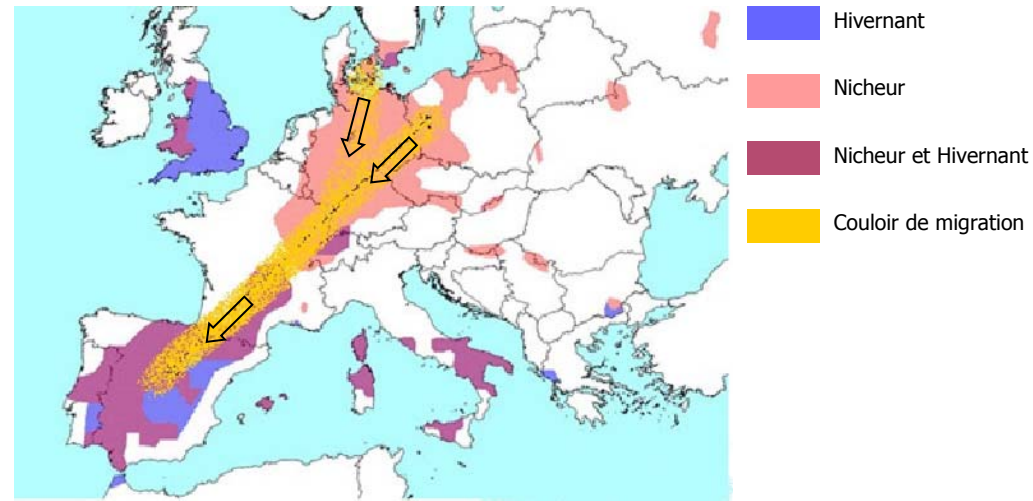 Hivernant
Nicheur
Nicheur et Hivernant
Couloir de migration